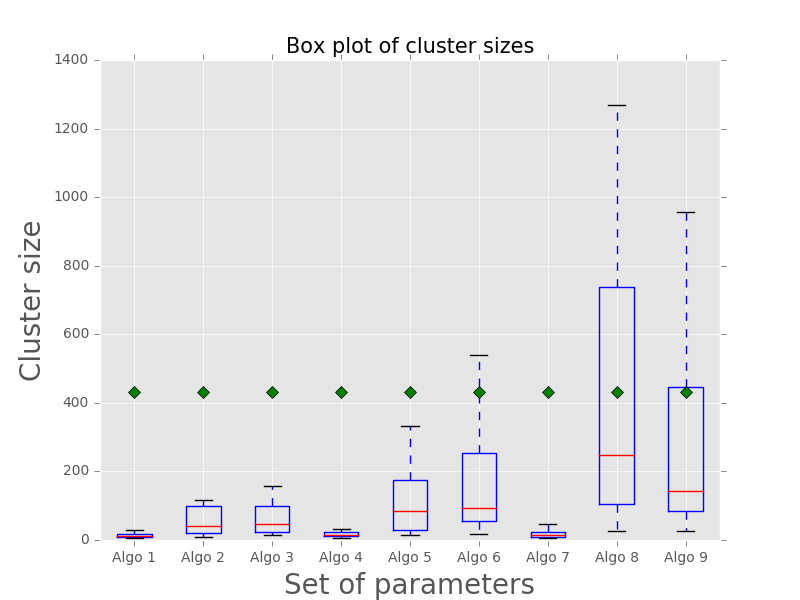 Box plot of cluster sizes
1400
1200
1000
800
600
400
200
0
Cluster size
Algo 1 Algo 2 Algo 3 Algo 4 Algo 5 Algo 6 Algo 7 Algo 8 Algo 9
Set of parameters